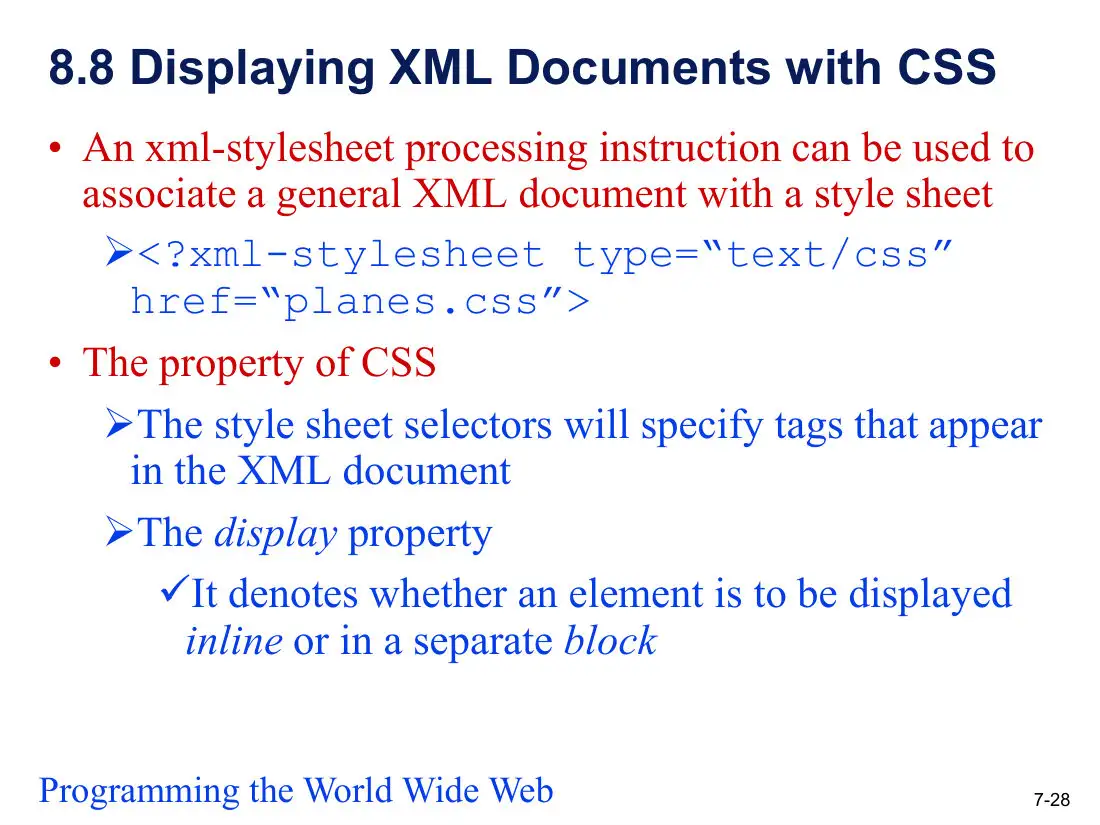 8.8 Displaying XML Documents with CSS
• An xml-stylesheet processing instruction can be used to
associate a general XML document with a style sheet
➢<?xml-stylesheet type=“text/css”
href=“planes.css”>
• The property of CSS
➢The style sheet selectors will specify tags that appear
in the XML document
➢The display property
✓It denotes whether an element is to be displayed
inline or in a separate block
Programming the World Wide Web
7-28